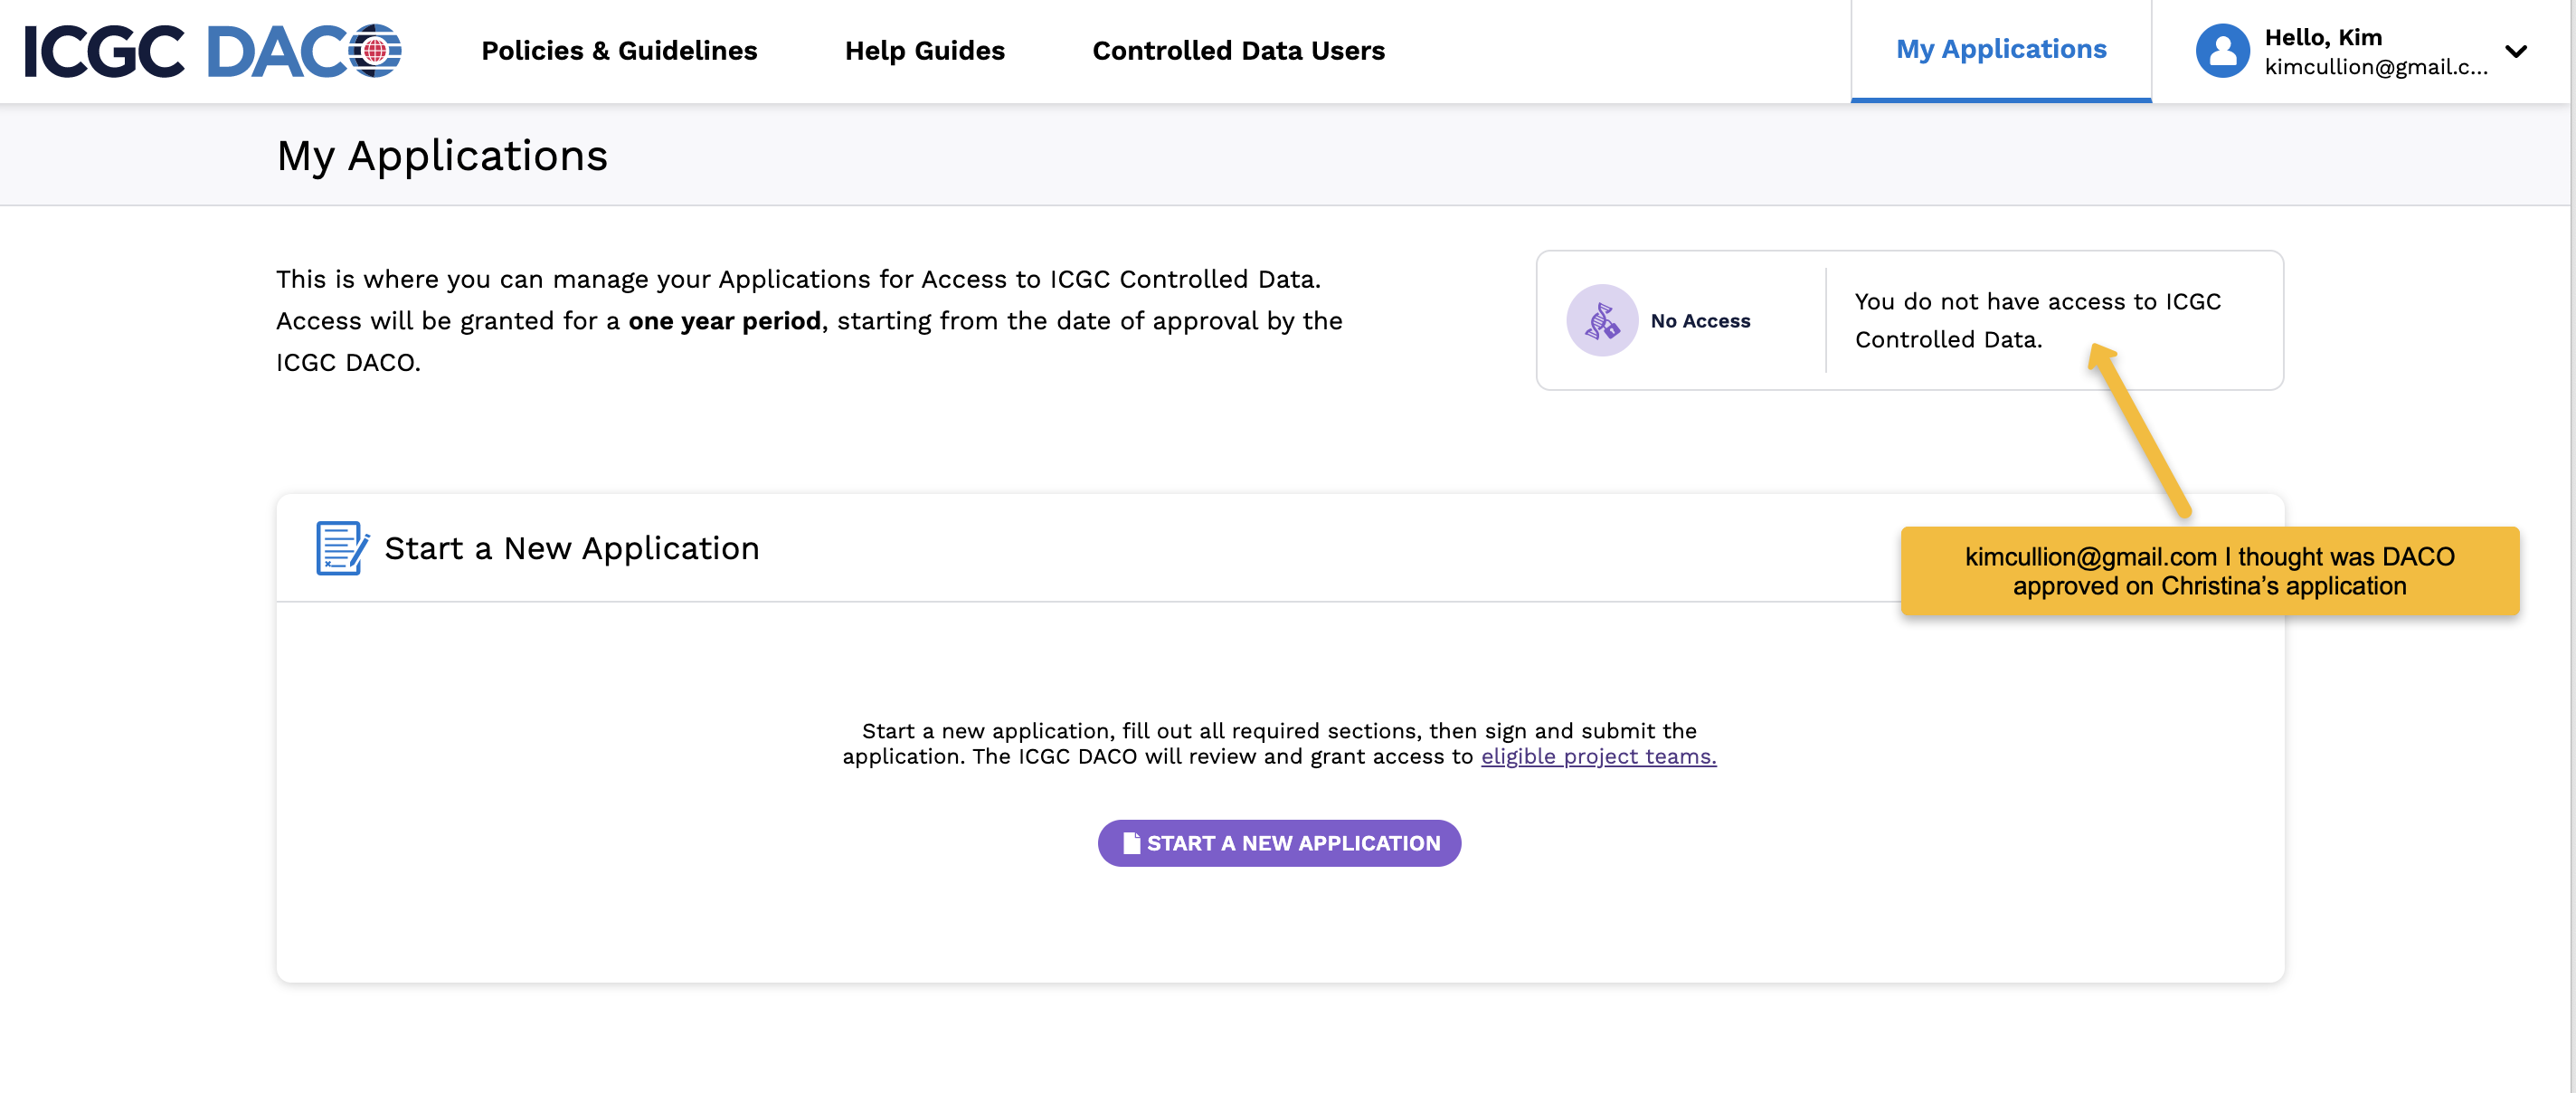 ICGC DACO
Policies & Guidelines
Help Guides
Controlled Data Users
My Applications
Hello, Kim
kimcullion@gmail.c...
My Applications
This is where you can manage your Applications for Access to ICGC Controlled Data.
Access will be granted for a one year period, starting from the date of approval by the
ICGC DACO.
No Access
You do not have access to ICGC
Controlled Data.
Start a New Application
kimcullion@gmail.com I thought was DACO
approved on Christina’s application
Start a new application, fill out all required sections, then sign and submit the
application. The ICGC DACO will review and grant access to eligible project teams.
START A NEW APPLICATION